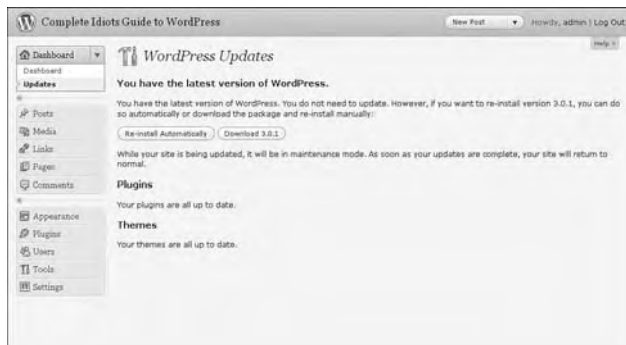 Complete Idiots Guide to WordPress
New Post
Howdy, admin | Log Out
Help
Dashboard
Dashboard
Updates
Posts
Media
Links
Pages
Comments
Appearance
Plugins
Users
Tools
Settings
WordPress Updates
You have the latest version of WordPress.
You have the latest version of WordPress. You do not need to update. However, if you want to re-install version 3.0.1, you can do
so automatically or download the package and re-install manually:
Re-install Automatically
Download 3.0.1
While your site is being updated, it will be in maintenance mode. As soon as your updates are complete, your site will return to
normal.
Plugins
Your plugins are all up to date.
Themes
Your themes are all up to date.